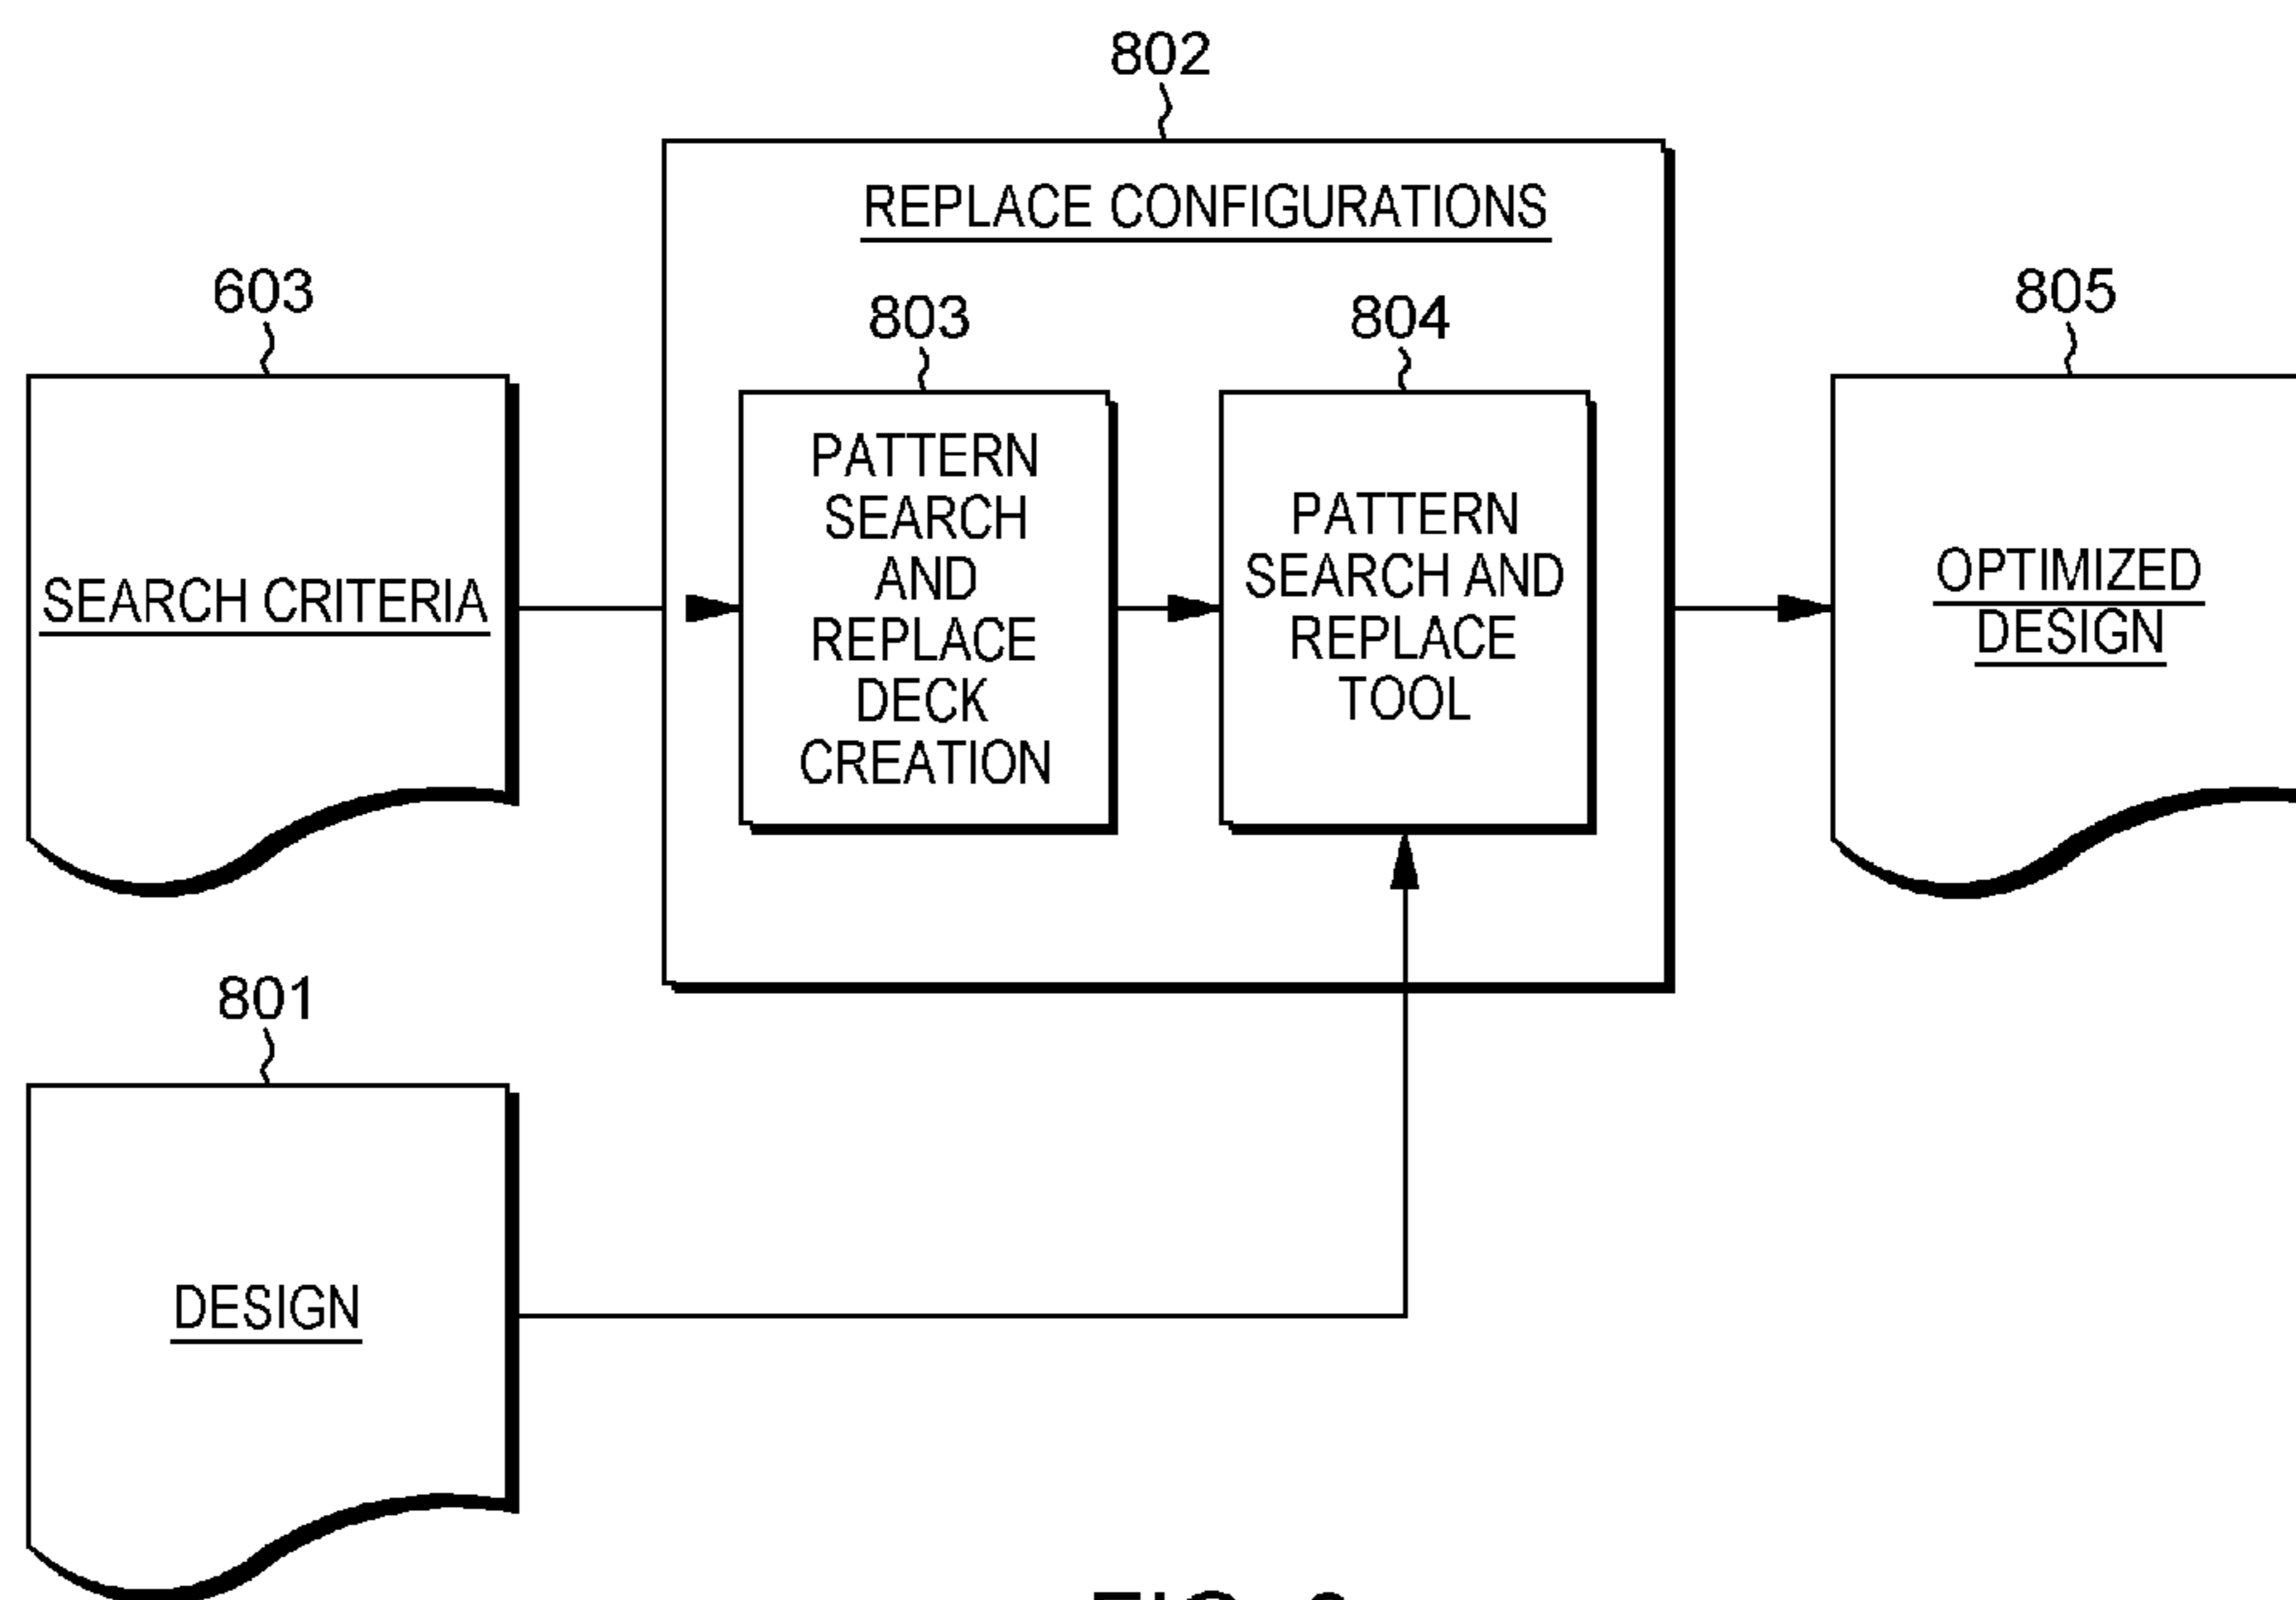 802
REPLACE CONFIGURATIONS
603
803
804
805
SEARCH CRITERIA
PATTERN
SEARCH
AND
REPLACE
DECK
CREATION
PATTERN
SEARCH AND
REPLACE
TOOL
OPTIMIZED
DESIGN
801
DESIGN